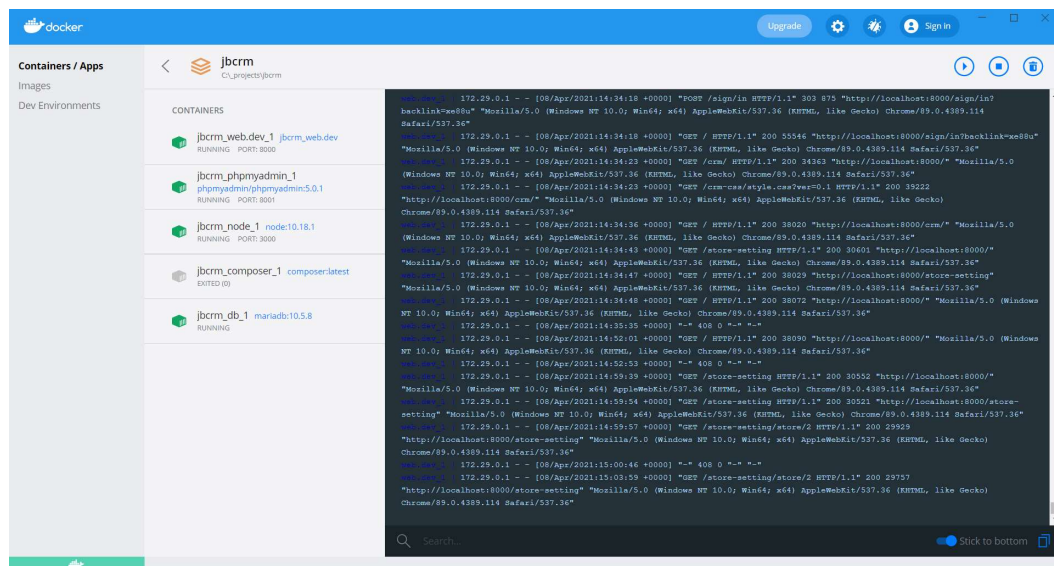 docker
Upgrade
Sign in
Containers / Apps
Images
Dev Environments
jbcrm
C:\_projects\jbcrm
CONTAINERS
jbcrm_web.dev_1 jbcrm_web.dev
RUNNING PORT: 8000
jbcrm_phpmyadmin_1
phpmyadmin/phpmyadmin:5.0.1
RUNNING PORT: 8001
jbcrm_node_1 node:10.18.1
RUNNING PORT: 3000
jbcrm_composer_1 composer:latest
EXITED (0)
jbcrm_db_1 mariadb:10.5.8
RUNNING
web.dev_1 | 172.29.0.1 - - [08/Apr/2021:14:34:18 +0000] "POST /sign/in HTTP/1.1" 303 875 "http://localhost:8000/sign/in?
backlink=xe88u" "Mozilla/5.0 (Windows NT 10.0; Win64; x64) AppleWebKit/537.36 (KHTML, like Gecko) Chrome/89.0.4389.114
Safari/537.36"
web.dev_1 | 172.29.0.1 - - [08/Apr/2021:14:34:18 +0000] "GET / HTTP/1.1" 200 55546 "http://localhost:8000/sign/in?backlink=xe88u"
"Mozilla/5.0 (Windows NT 10.0; Win64; x64) AppleWebKit/537.36 (KHTML, like Gecko) Chrome/89.0.4389.114 Safari/537.36"
web.dev_1 | 172.29.0.1 - - [08/Apr/2021:14:34:23 +0000] "GET /crm/ HTTP/1.1" 200 34363 "http://localhost:8000/" "Mozilla/5.0
(Windows NT 10.0; Win64; x64) AppleWebKit/537.36 (KHTML, like Gecko) Chrome/89.0.4389.114 Safari/537.36"
web.dev_1 | 172.29.0.1 - - [08/Apr/2021:14:34:23 +0000] "GET /crm-css/style.css?ver=0.1 HTTP/1.1" 200 39222
"http://localhost:8000/crm/" "Mozilla/5.0 (Windows NT 10.0; Win64; x64) AppleWebKit/537.36 (KHTML, like Gecko)
Chrome/89.0.4389.114 Safari/537.36"
web.dev_1 | 172.29.0.1 - - [08/Apr/2021:14:34:36 +0000] "GET / HTTP/1.1" 200 38020 "http://localhost:8000/crm/" "Mozilla/5.0
(Windows NT 10.0; Win64; x64) AppleWebKit/537.36 (KHTML, like Gecko) Chrome/89.0.4389.114 Safari/537.36"
web.dev_1 | 172.29.0.1 - - [08/Apr/2021:14:34:43 +0000] "GET /store-setting HTTP/1.1" 200 30601 "http://localhost:8000/"
"Mozilla/5.0 (Windows NT 10.0; Win64; x64) AppleWebKit/537.36 (KHTML, like Gecko) Chrome/89.0.4389.114 Safari/537.36"
web.dev_1 | 172.29.0.1 - - [08/Apr/2021:14:34:47 +0000] "GET / HTTP/1.1" 200 38029 "http://localhost:8000/store-setting"
"Mozilla/5.0 (Windows NT 10.0; Win64; x64) AppleWebKit/537.36 (KHTML, like Gecko) Chrome/89.0.4389.114 Safari/537.36"
web.dev_1 | 172.29.0.1 - - [08/Apr/2021:14:34:48 +0000] "GET / HTTP/1.1" 200 38072 "http://localhost:8000/" "Mozilla/5.0 (Windows
NT 10.0; Win64; x64) AppleWebKit/537.36 (KHTML, like Gecko) Chrome/89.0.4389.114 Safari/537.36"
web.dev_1 | 172.29.0.1 - - [08/Apr/2021:14:35:35 +0000] "-" 408 0 "-" "-"
web.dev_1 | 172.29.0.1 - - [08/Apr/2021:14:52:01 +0000] "GET / HTTP/1.1" 200 38090 "http://localhost:8000/" "Mozilla/5.0 (Windows
NT 10.0; Win64; x64) AppleWebKit/537.36 (KHTML, like Gecko) Chrome/89.0.4389.114 Safari/537.36"
web.dev_1 | 172.29.0.1 - - [08/Apr/2021:14:52:53 +0000] "-" 408 0 "-" "-"
web.dev_1 | 172.29.0.1 - - [08/Apr/2021:14:59:39 +0000] "GET /store-setting HTTP/1.1" 200 30552 "http://localhost:8000/"
"Mozilla/5.0 (Windows NT 10.0; Win64; x64) AppleWebKit/537.36 (KHTML, like Gecko) Chrome/89.0.4389.114 Safari/537.36"
web.dev_1 | 172.29.0.1 - - [08/Apr/2021:14:59:54 +0000] "GET /store-setting HTTP/1.1" 200 30521 "http://localhost:8000/store-
setting" "Mozilla/5.0 (Windows NT 10.0; Win64; x64) AppleWebKit/537.36 (KHTML, like Gecko) Chrome/89.0.4389.114 Safari/537.36"
web.dev_1 | 172.29.0.1 - - [08/Apr/2021:14:59:57 +0000] "GET /store-setting/store/2 HTTP/1.1" 200 29929
"http://localhost:8000/store-setting" "Mozilla/5.0 (Windows NT 10.0; Win64; x64) AppleWebKit/537.36 (KHTML, like Gecko)
Chrome/89.0.4389.114 Safari/537.36"
web.dev_1 | 172.29.0.1 - - [08/Apr/2021:15:00:46 +0000] "-" 408 0 "-" "-"
web.dev_1 | 172.29.0.1 - - [08/Apr/2021:15:03:59 +0000] "GET /store-setting/store/2 HTTP/1.1" 200 29757
"http://localhost:8000/store-setting" "Mozilla/5.0 (Windows NT 10.0; Win64; x64) AppleWebKit/537.36 (KHTML, like Gecko)
Chrome/89.0.4389.114 Safari/537.36"
Search...
Stick to bottom